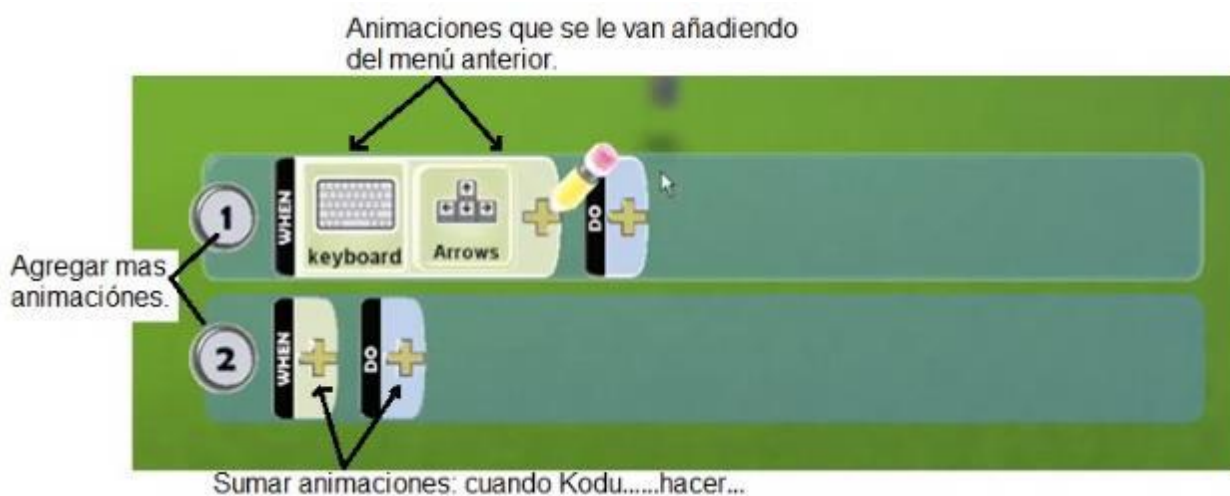 Animaciones que se le van añadiendo
del menú anterior.
1
WHEN
keyboard
Arrows
DO
Agregar mas
animaciónes.
2
WHEN
DO
Sumar animaciones: cuando Kodu......hacer...